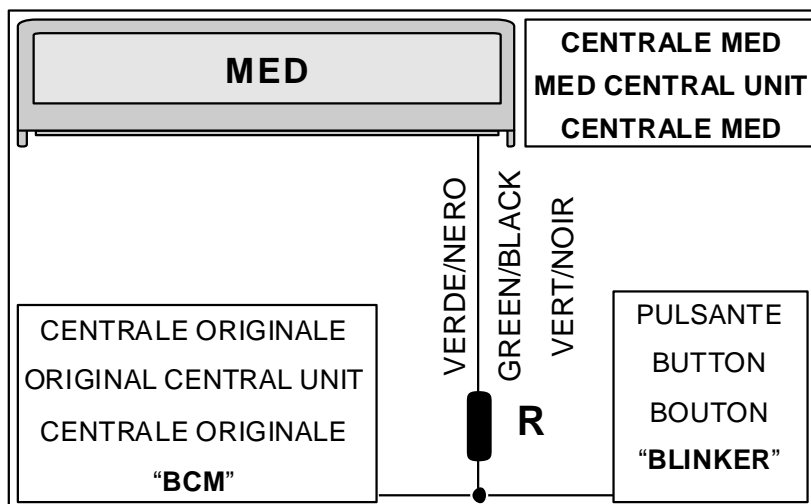 MED
CENTRALE MED
MED CENTRAL UNIT
CENTRALE MED
VERDE/NERO
GREEN/BLACK
VERT/NOIR
CENTRALE ORIGINALE
ORIGINAL CENTRAL UNIT
CENTRALE ORIGINALE
“BCM”
R
PULSANTE
BUTTON
BOUTON
“BLINKER”